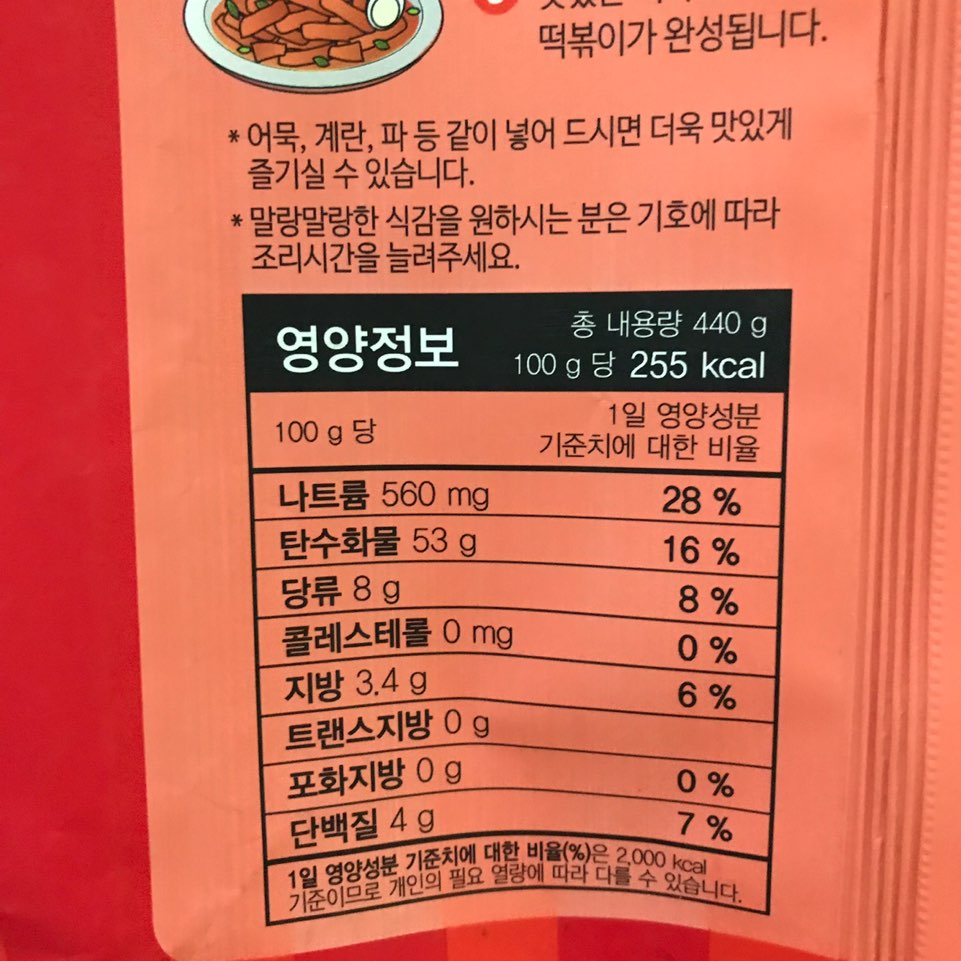 떡볶이가 완성됩니다.
* 어묵, 계란, 파 등 같이 넣어 드시면 더욱 맛있게
즐기실 수 있습니다.
* 말랑말랑한 식감을 원하시는 분은 기호에 따라
조리시간을 늘려주세요.
영양정보
총 내용량 440 g
100 g 당 255 kcal
100 g 당
1일 영양성분
기준치에 대한 비율
나트륨 560 mg 28 %
탄수화물 53 g 16 %
당류 8 g 8 %
콜레스테롤 0 mg 0 %
지방 3.4 g 6 %
트랜스지방 0 g
포화지방 0 g 0 %
단백질 4 g 7 %
1일 영양성분 기준치에 대한 비율(%)은 2,000 kcal
기준이므로 개인의 필요 열량에 따라 다를 수 있습니다.